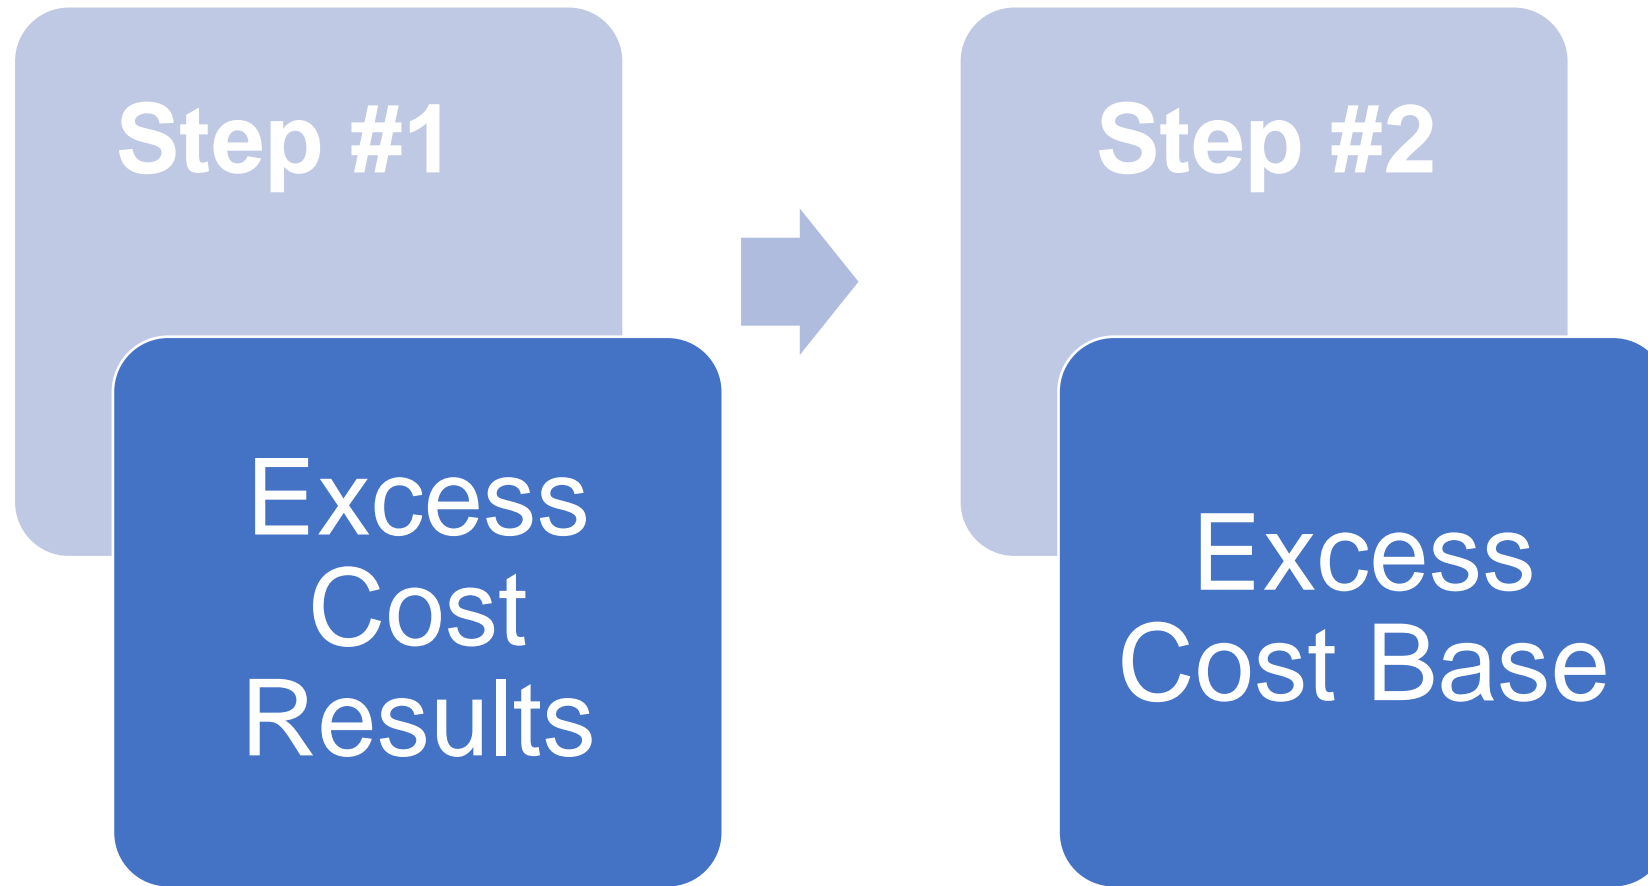 Step #1
Excess
Cost
Results
Step #2
Excess
Cost Base